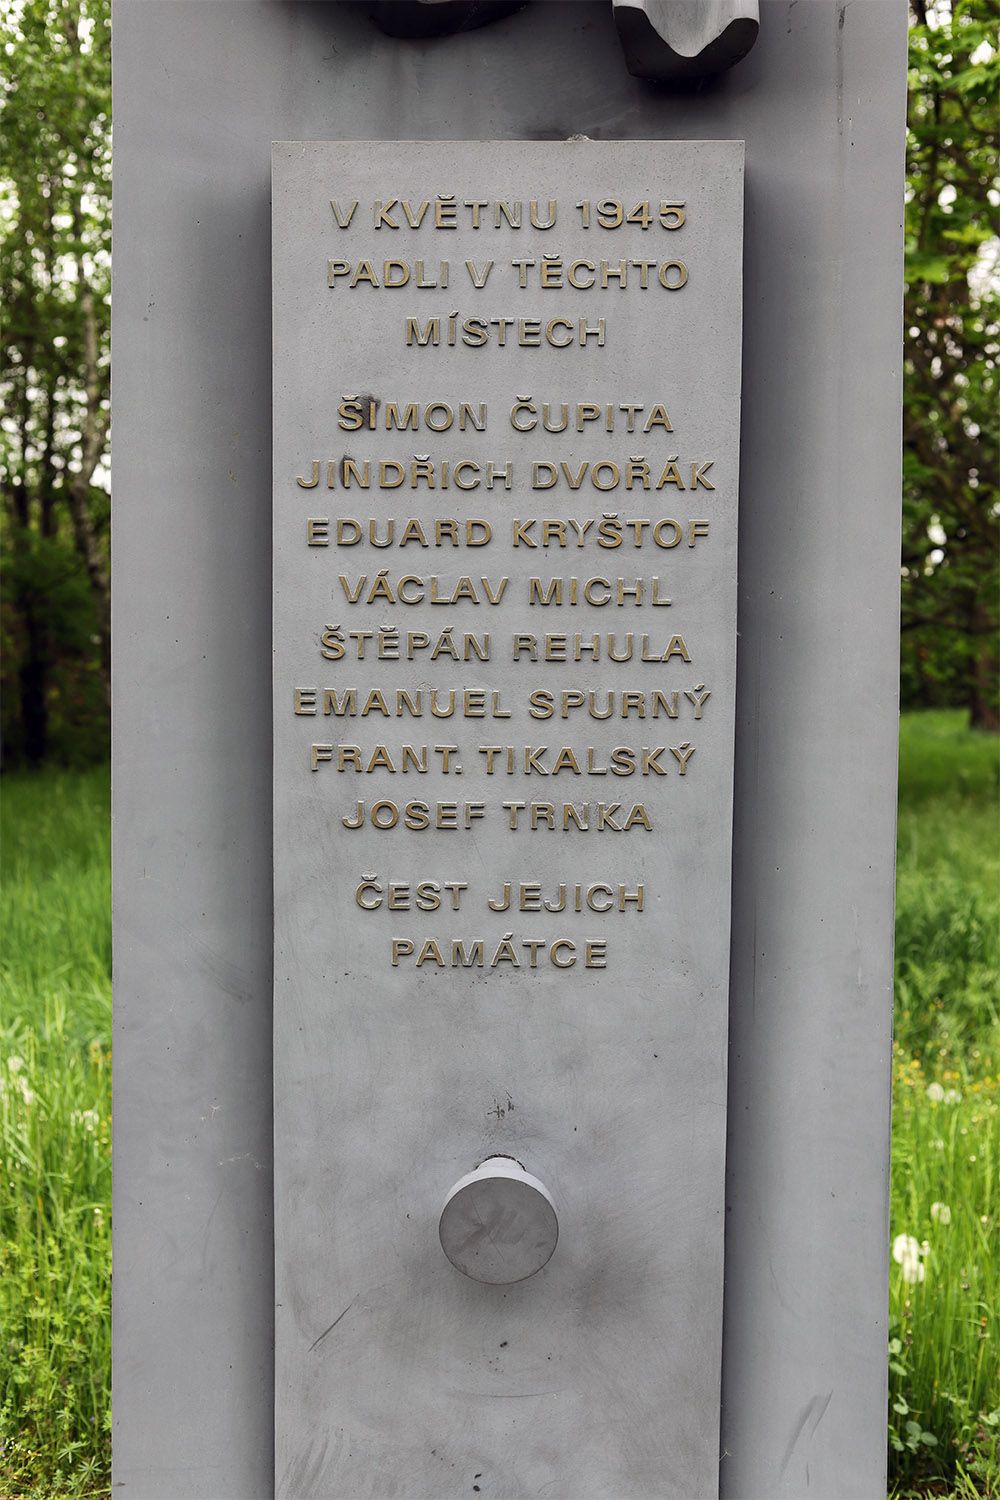 V KVĚTNU 1945
PADLI V TĚCHTO
MÍSTECH
ŠIMON ČUPITA
JINDŘICH DVOŘÁK
EDUARD KRYŠTOF
VÁCLAV MICHL
ŠTĚPÁN REHULA
EMANUEL SPURNÝ
FRANT. TIKALSKÝ
JOSEF TRNKA
ČEST JEJICH
PAMÁTCE